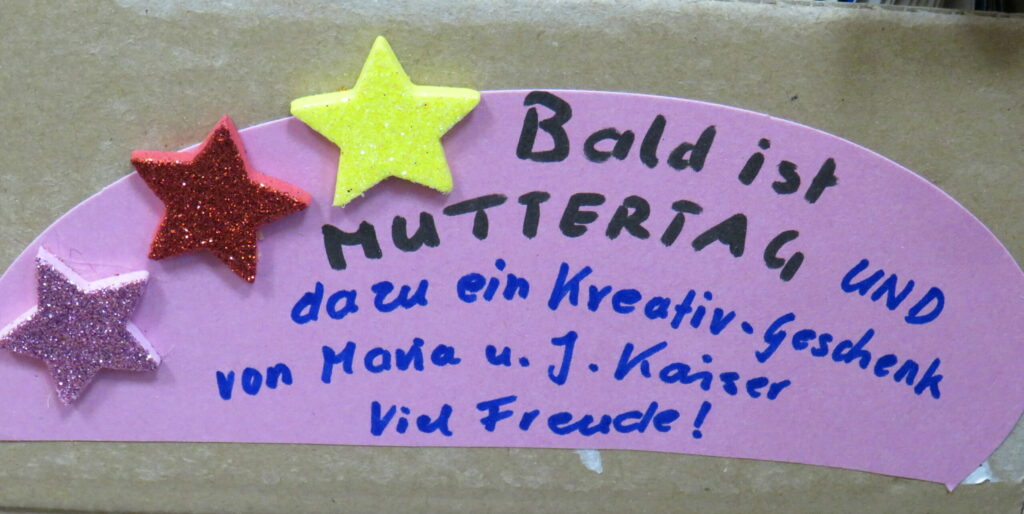 Bald ist
MUTTERTAG UND
dazu ein Kreativ-Geschenk
von Maria u. J. Kaiser
Viel Freude!